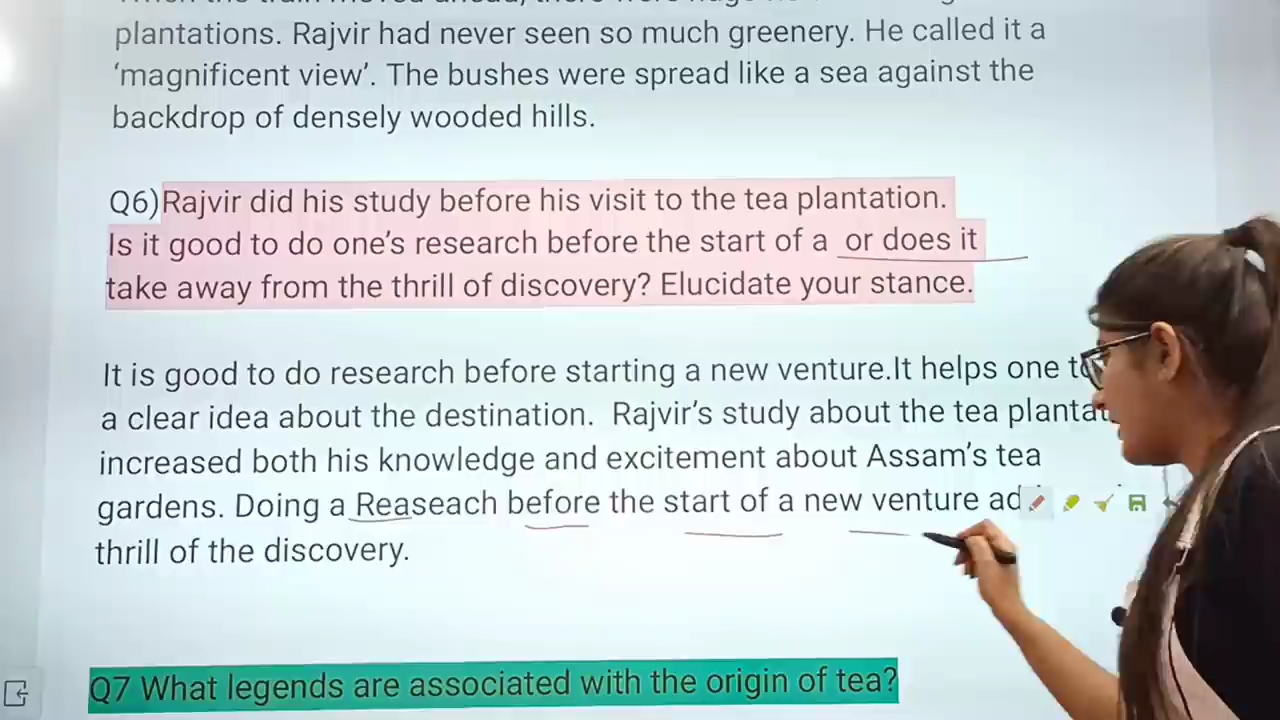 plantations. Rajvir had never seen so much greenery. He called it a
‘magnificent view’. The bushes were spread like a sea against the
backdrop of densely wooded hills.
Q6)Rajvir did his study before his visit to the tea plantation.
Is it good to do one’s research before the start of a or does it
take away from the thrill of discovery? Elucidate your stance.
It is good to do research before starting a new venture.It helps one
a clear idea about the destination. Rajvir’s study about the tea
increased both his knowledge and excitement about Assam’s tea
gardens. Doing a Reaseach before the start of a new venture
thrill of the discovery.
Q7 What legends are associated with the origin of tea?